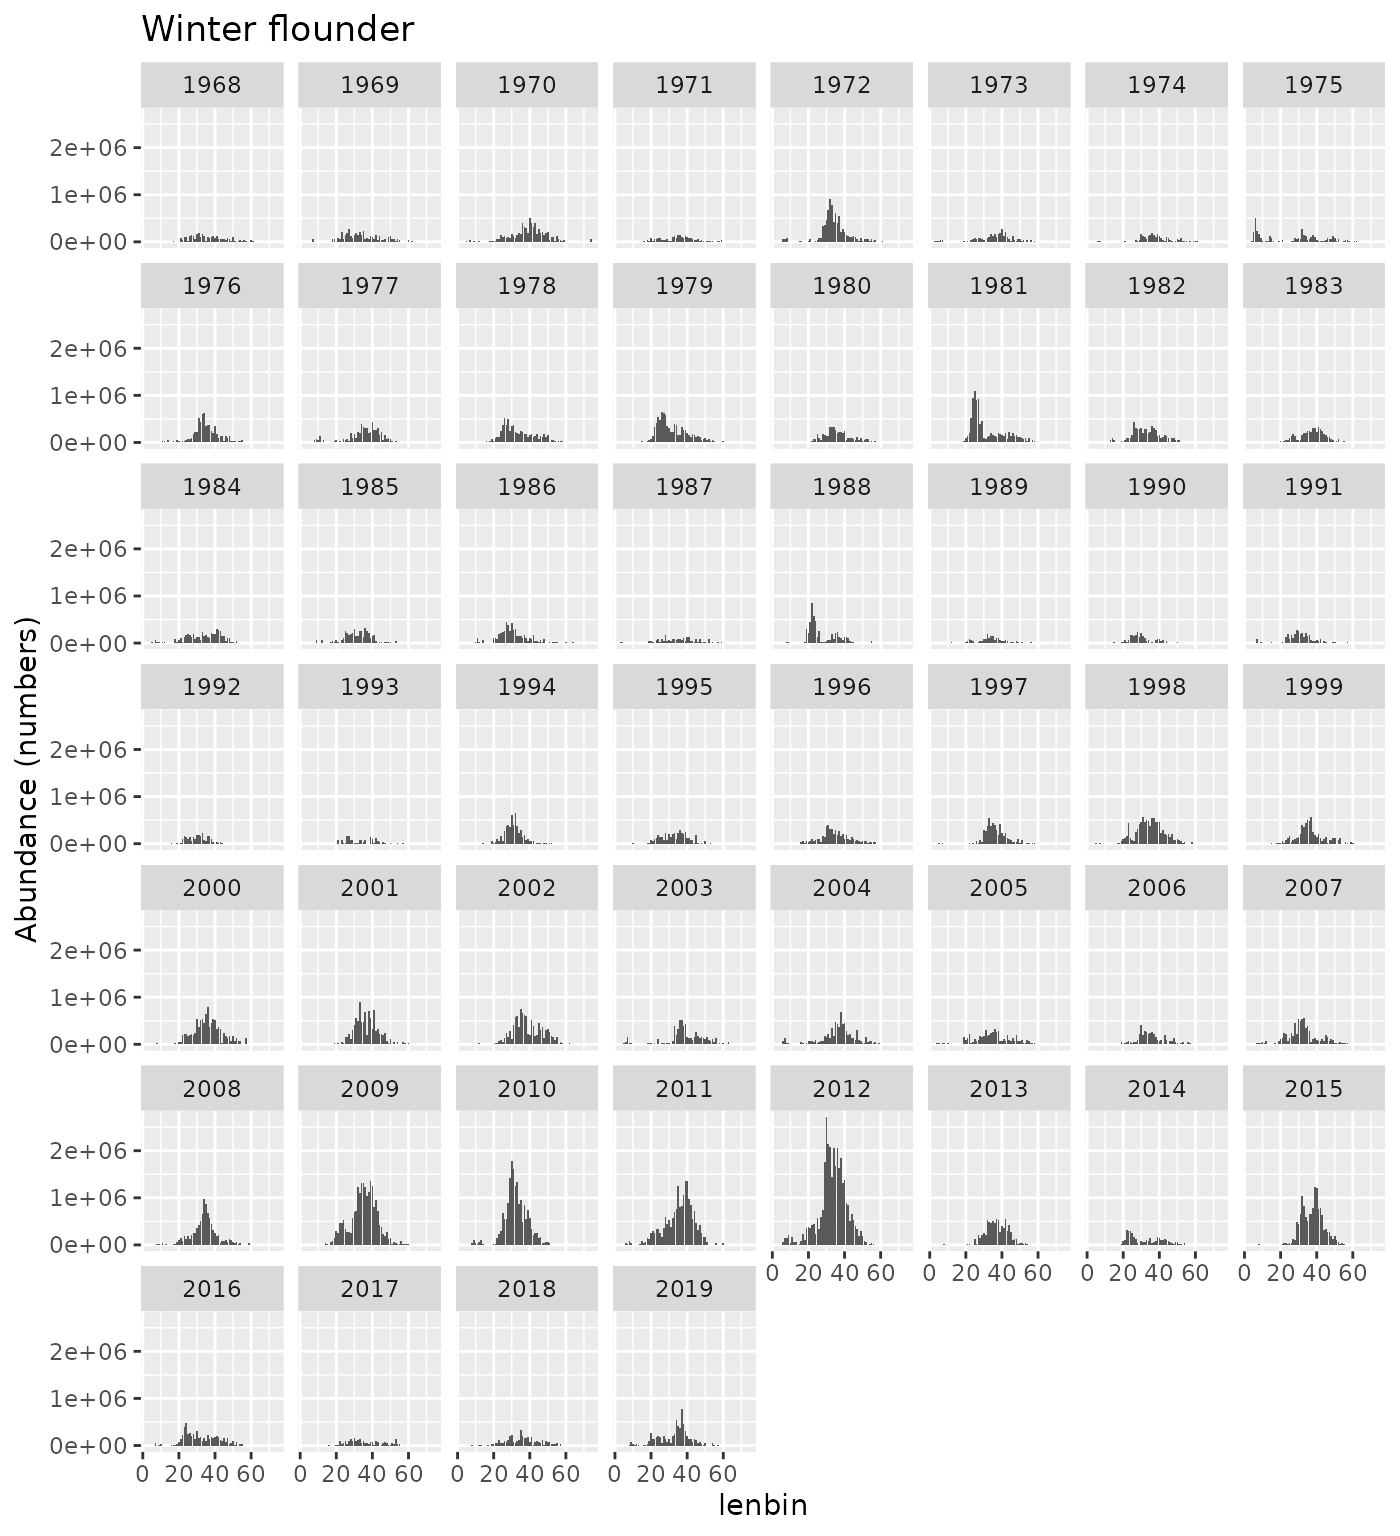 Winter flounder
1968 1969 1970 1971 1972 1973 1974 1975
2e+06
1e+06
0e+00
1976 1977 1978 1979 1980 1981 1982 1983
2e+06
1e+06
0e+00
1984 1985 1986 1987 1988 1989 1990 1991
2e+06
1e+06
0e+00
Abundance (numbers)
1992 1993 1994 1995 1996 1997 1998 1999
2e+06
1e+06
0e+00
2000 2001 2002 2003 2004 2005 2006 2007
2e+06
1e+06
0e+00
2008 2009 2010 2011 2012 2013 2014 2015
2e+06
1e+06
0e+00
0 20 40 60 0 20 40 60 0 20 40 60 0 20 40 60
2016 2017 2018 2019
2e+06
1e+06
0e+00
0 20 40 60 0 20 40 60 0 20 40 60 0 20 40 60
lenbin